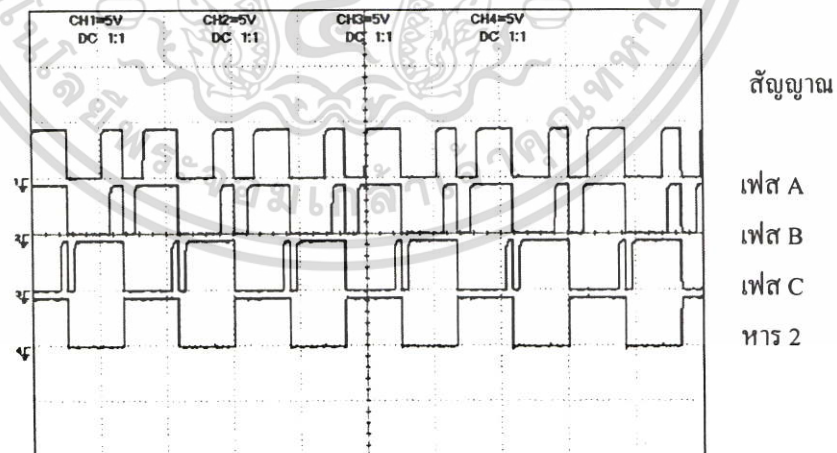 CH1=5V CH2=5V CH3=5V CH4=5V
DC 1:1 DC 1:1 DC 1:1 DC 1:1
สัญญาณ
เฟส A
เฟส B
เฟส C
หาร 2